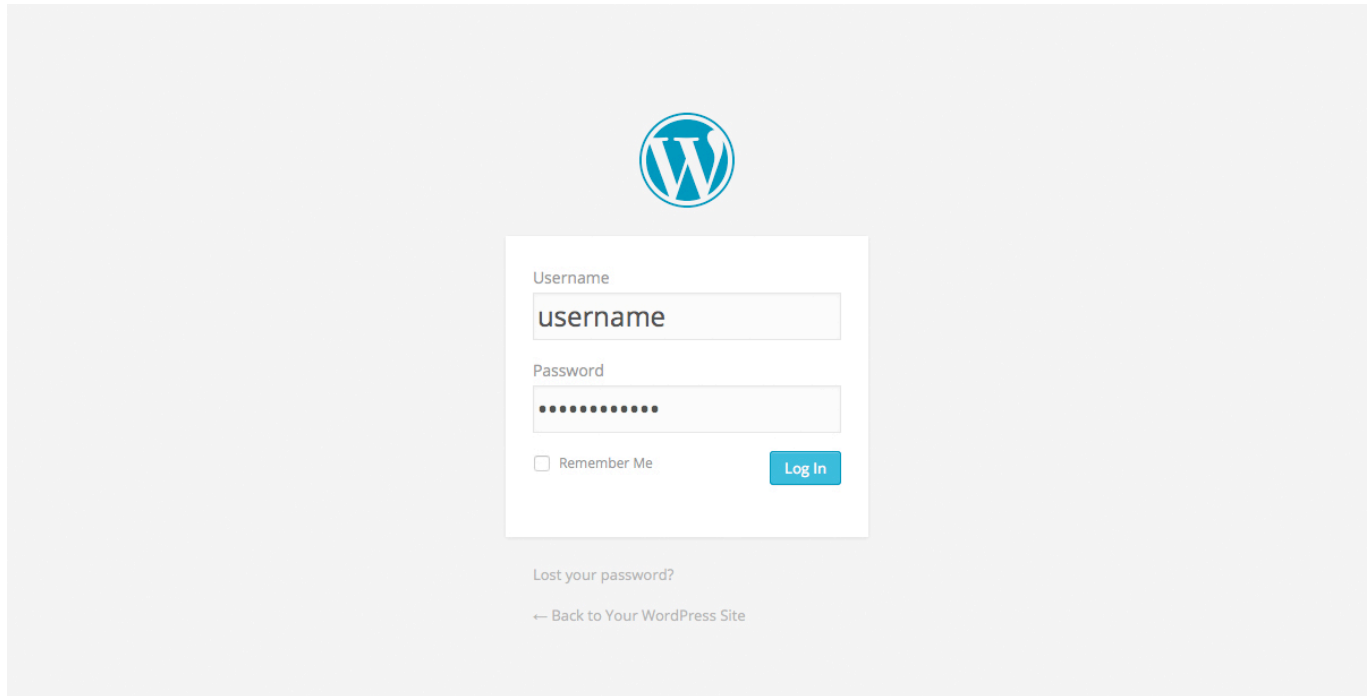 Username
username
Password
••••••••••••
Remember Me
Log In
Lost your password?
← Back to Your WordPress Site